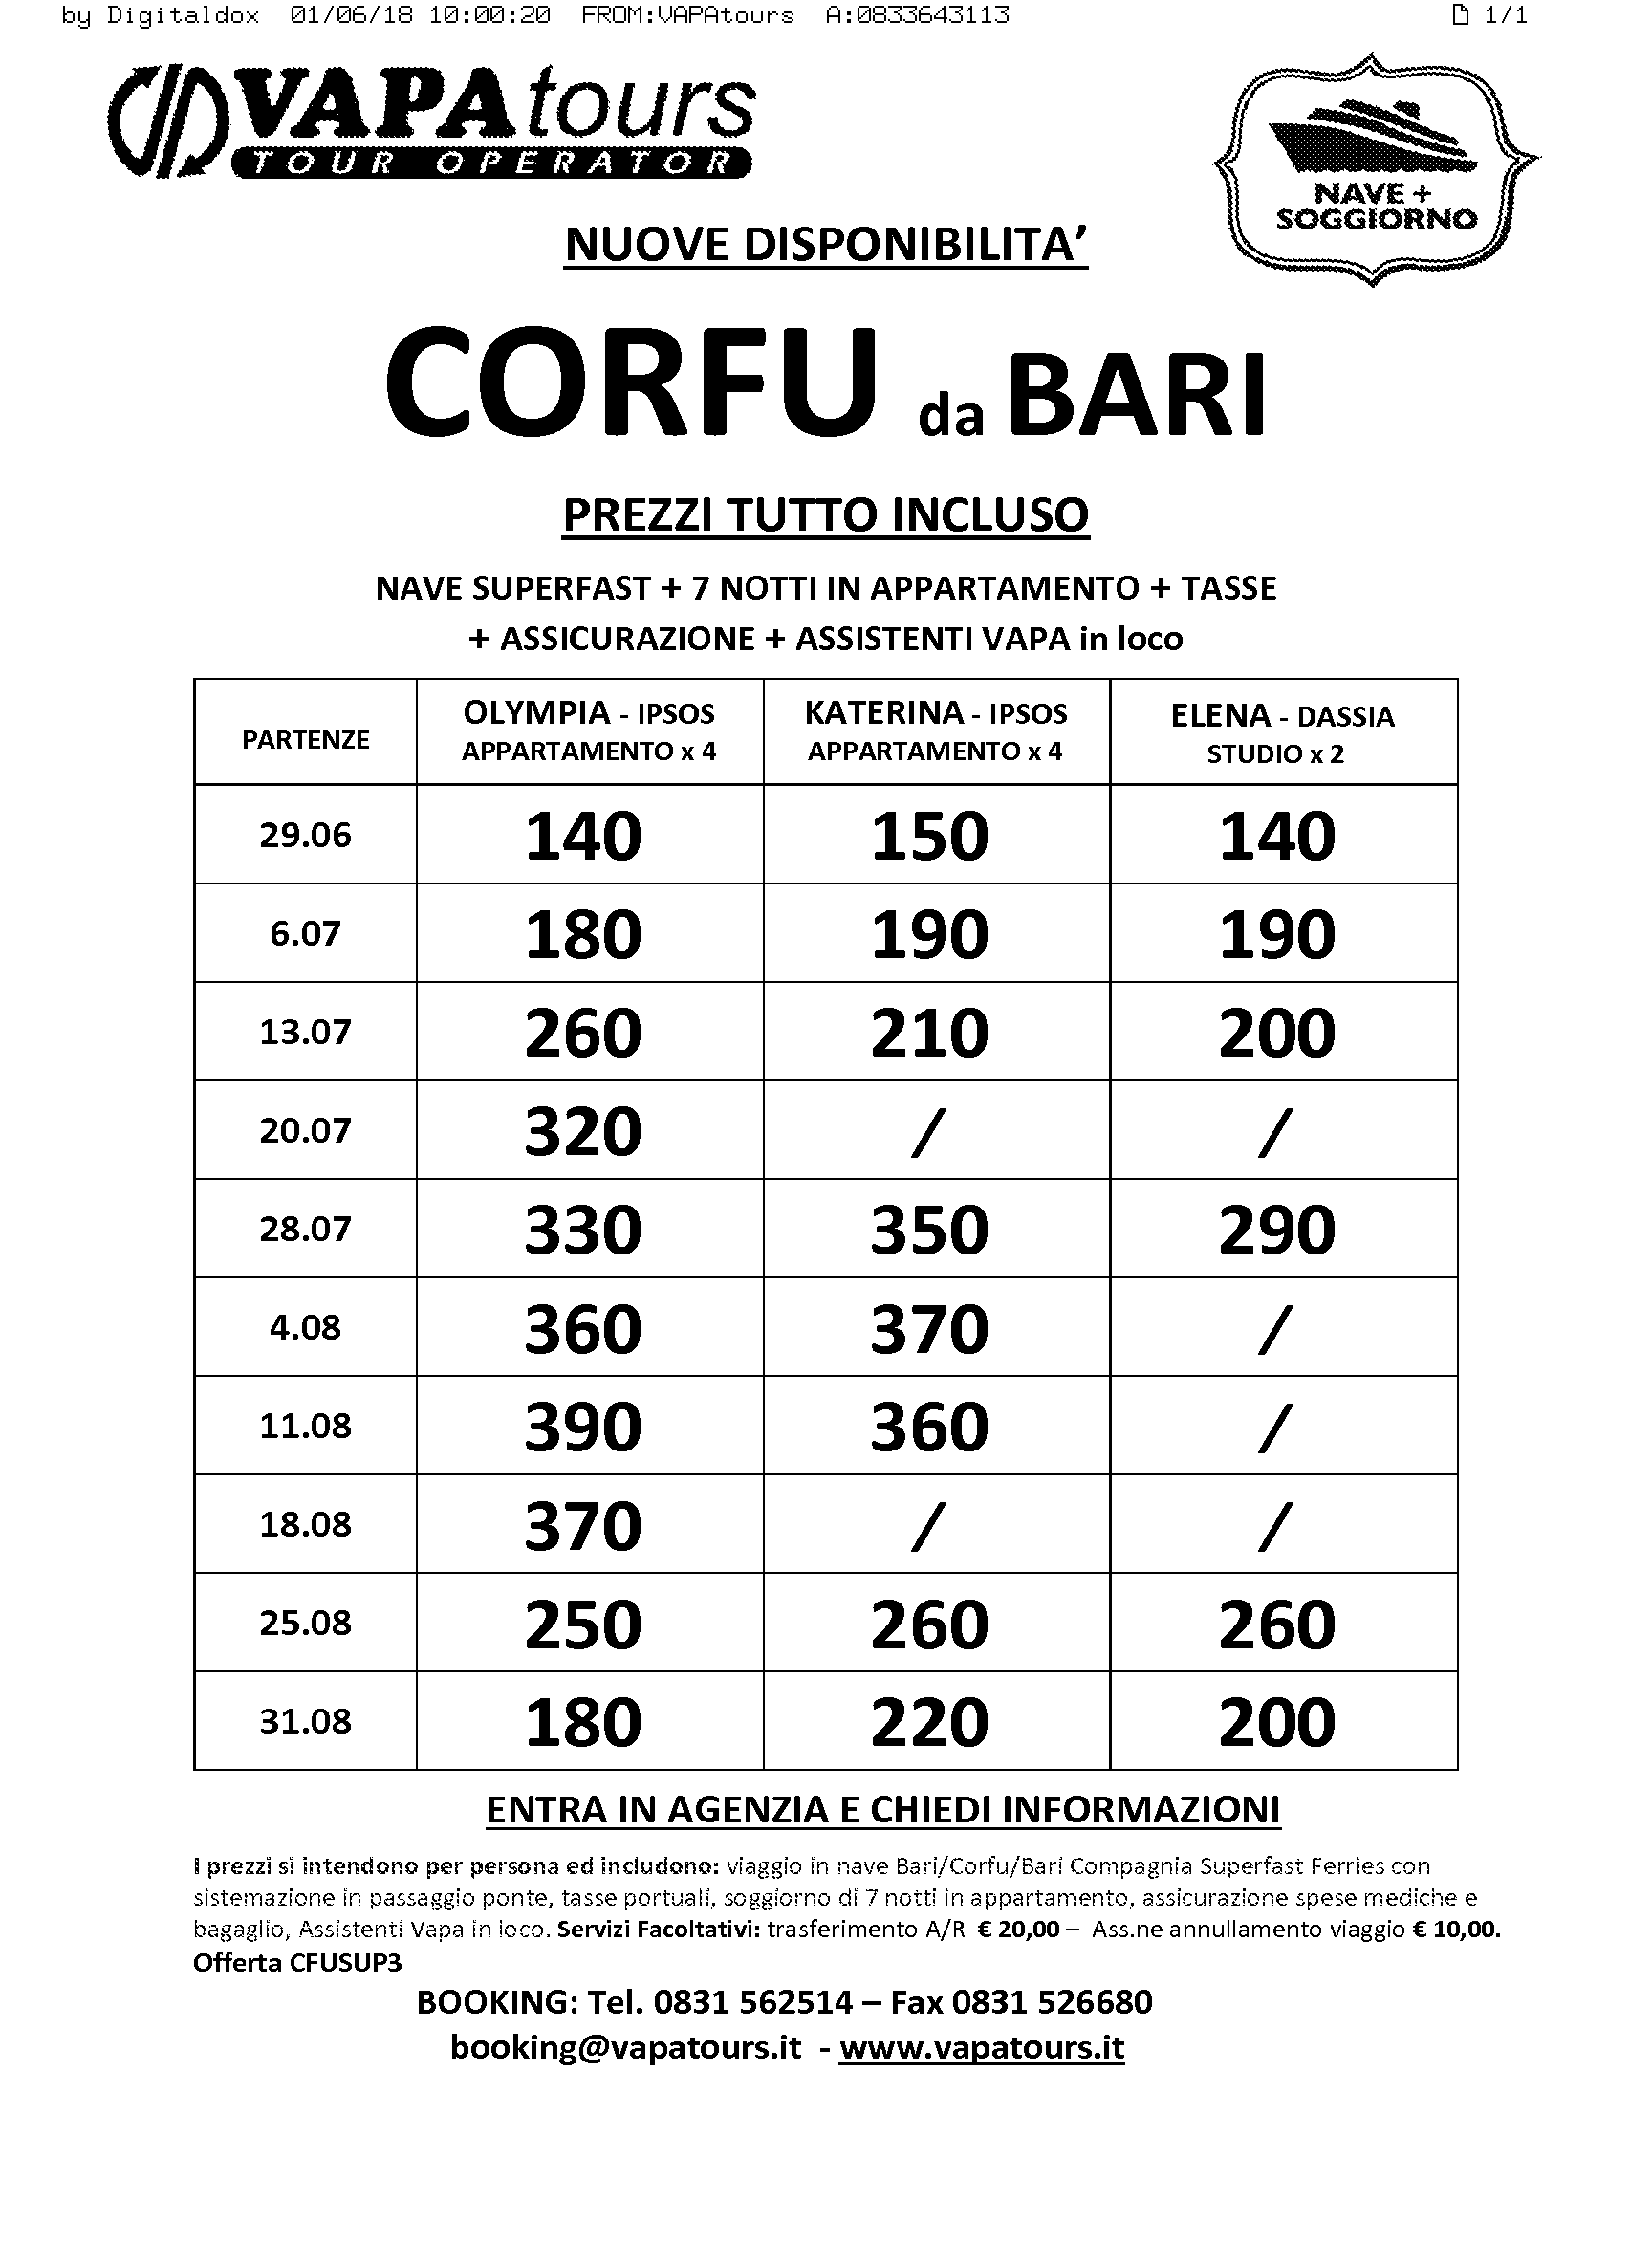 by Digitaldox 01/06/18 10:00:20 FROM:VAPAtours A:0833643113 1/1
VAPA tours
TOUR OPERATOR
NAVE +
SOGGIORNO
NUOVE DISPONIBILITA’
CORFU da BARI
PREZZI TUTTO INCLUSO
NAVE SUPERFAST + 7 NOTTI IN APPARTAMENTO + TASSE
+ ASSICURAZIONE + ASSISTENTI VAPA in loco
PARTENZE OLYMPIA - IPSOS APPARTAMENTO x 4 KATERINA - IPSOS APPARTAMENTO x 4 ELENA - DASSIA STUDIO x 2
29.06 140 150 140
6.07 180 190 190
13.07 260 210 200
20.07 320 / /
28.07 330 350 290
4.08 360 370 /
11.08 390 360 /
18.08 370 / /
25.08 250 260 260
31.08 180 220 200
ENTRA IN AGENZIA E CHIEDI INFORMAZIONI
I prezzi si intendono per persona ed includono: viaggio in nave Bari/Corfu/Bari Compagnia Superfast Ferries con
sistemazione in passaggio ponte, tasse portuali, soggiorno di 7 notti in appartamento, assicurazione spese mediche e
bagaglio, Assistenti Vapa in loco. Servizi Facoltativi: trasferimento A/R € 20,00 – Ass.ne annullamento viaggio € 10,00.
Offerta CFUSUP3
BOOKING: Tel. 0831 562514 – Fax 0831 526680
booking@vapatours.it - www.vapatours.it